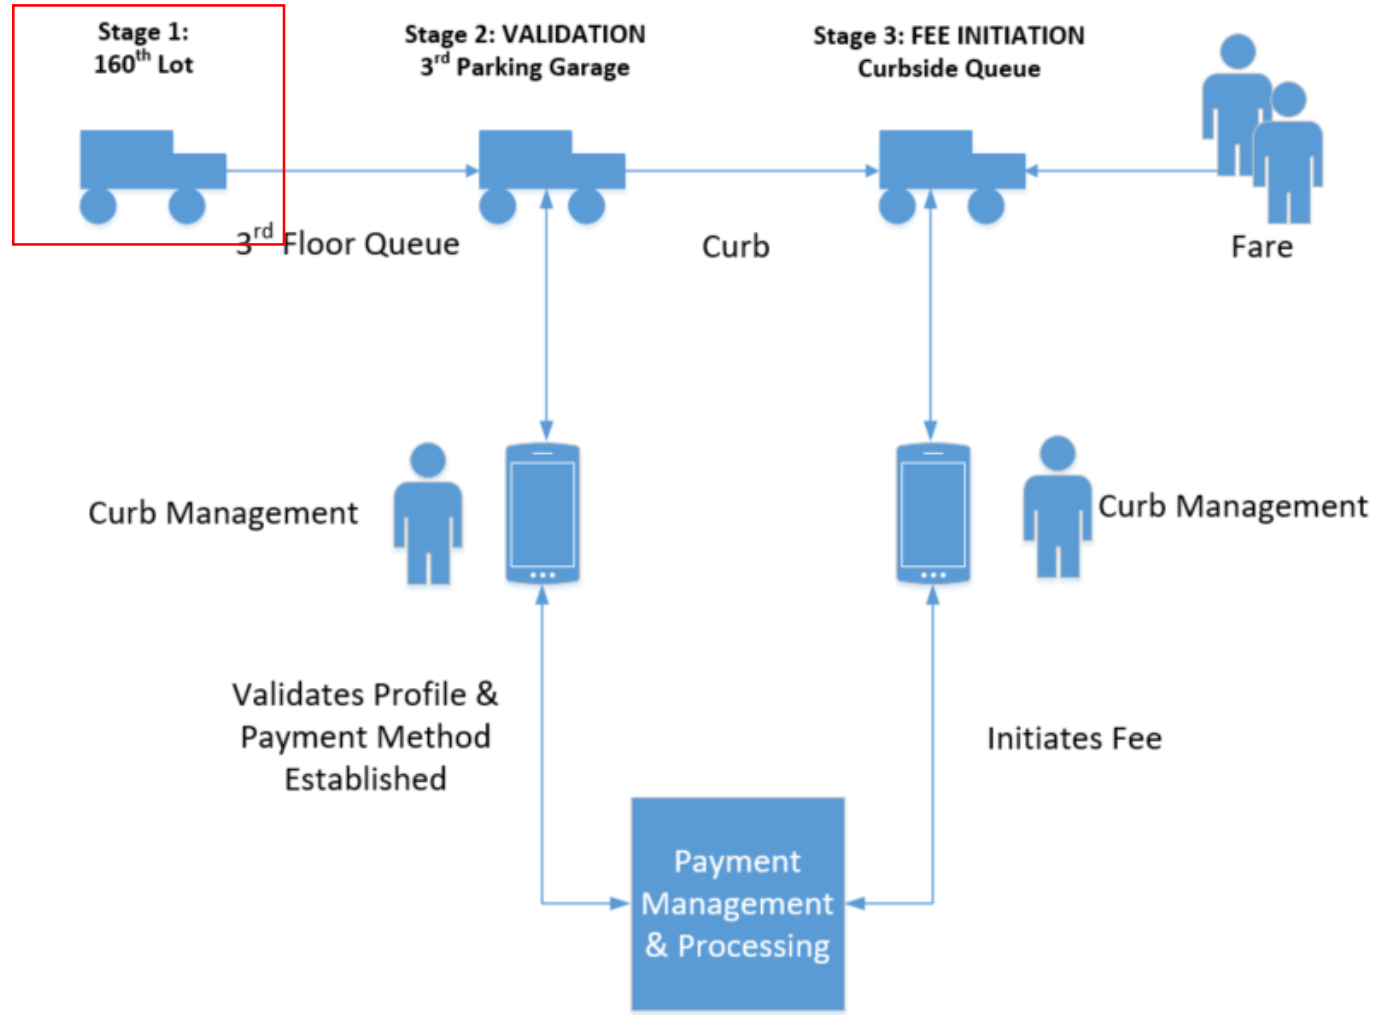 Stage 1:
160th Lot
Stage 2: VALIDATION
3rd Parking Garage
Stage 3: FEE INITIATION
Curbside Queue
3rd Floor Queue
Curb
Fare
Curb Management
Curb Management
Validates Profile &
Payment Method
Established
Initiates Fee
Payment
Management
& Processing